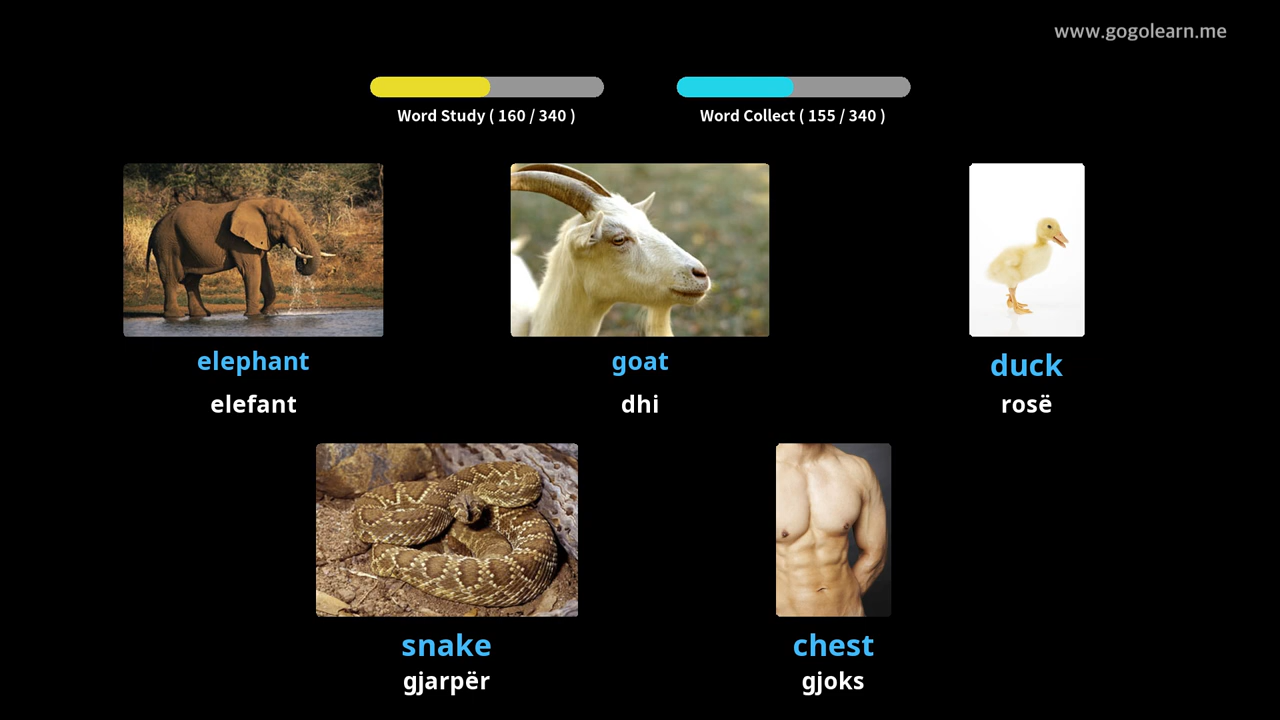 www.gogolearn.me
Word Study ( 160 / 340 )
Word Collect ( 155 / 340 )
elephant
elefant
goat
dhi
duck
rosë
snake
gjarpër
chest
gjoks